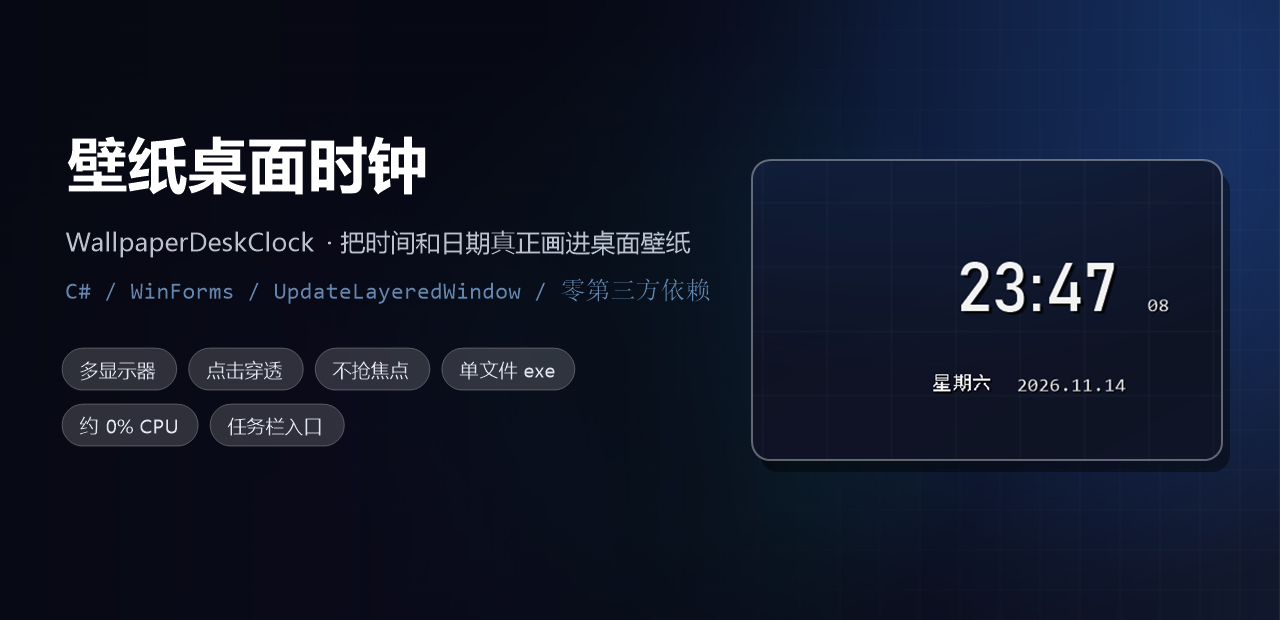 壁纸桌面时钟
WallpaperDeskClock · 把时间和日期真正画进桌面壁纸
C# / WinForms / UpdateLayeredWindow / 零第三方依赖
多显示器 点击穿透 不抢焦点 单文件 exe
约 0% CPU 任务栏入口
23:47 08
星期六 2026.11.14